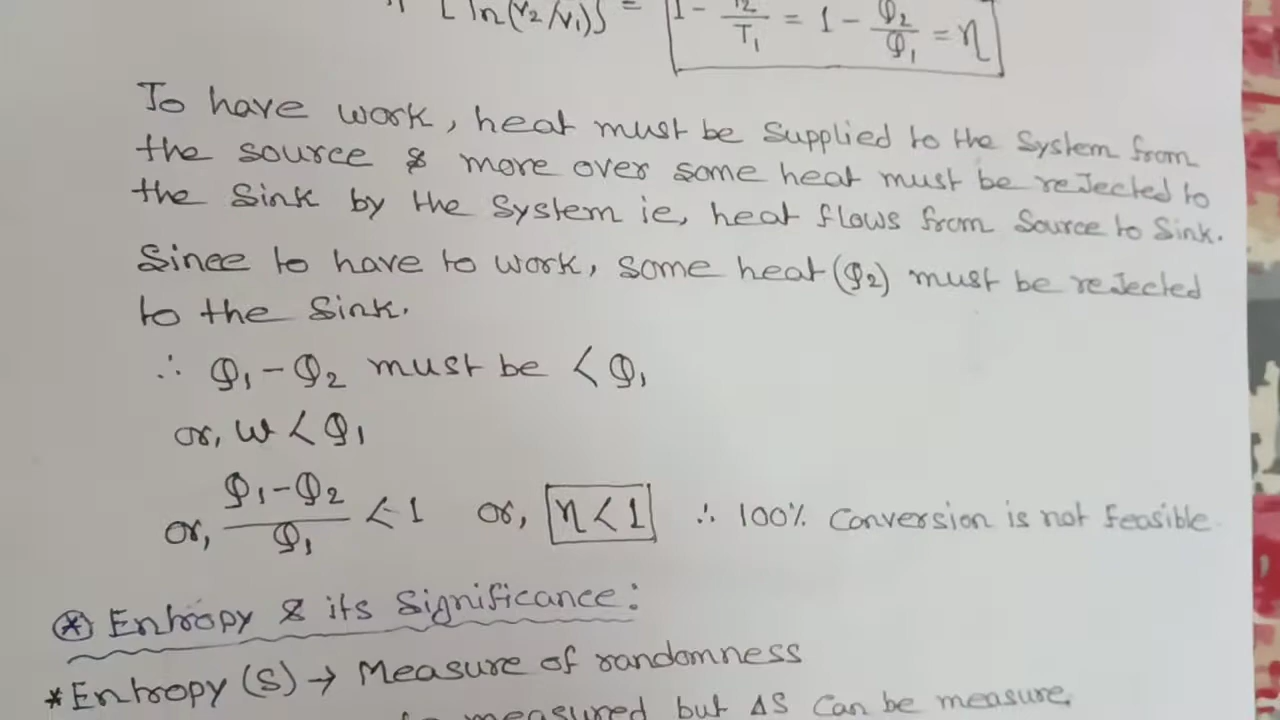 [ln(V2/V1)] = 1 - T2/T1 = 1 - Q2/Q1 = η
To have work, heat must be supplied to the system from
the source & more over some heat must be rejected to
the sink by the system ie, heat flows from source to sink.
Since to have to work, some heat (Q2) must be rejected
to the sink.
∴ Q1 - Q2 must be < Q1
or, W < Q1
or, (Q1 - Q2)/Q1 < 1 or, η < 1 ∴ 100% conversion is not feasible
* Entropy & its significance:
* Entropy (S) → Measure of randomness
measured but ΔS can be measure.